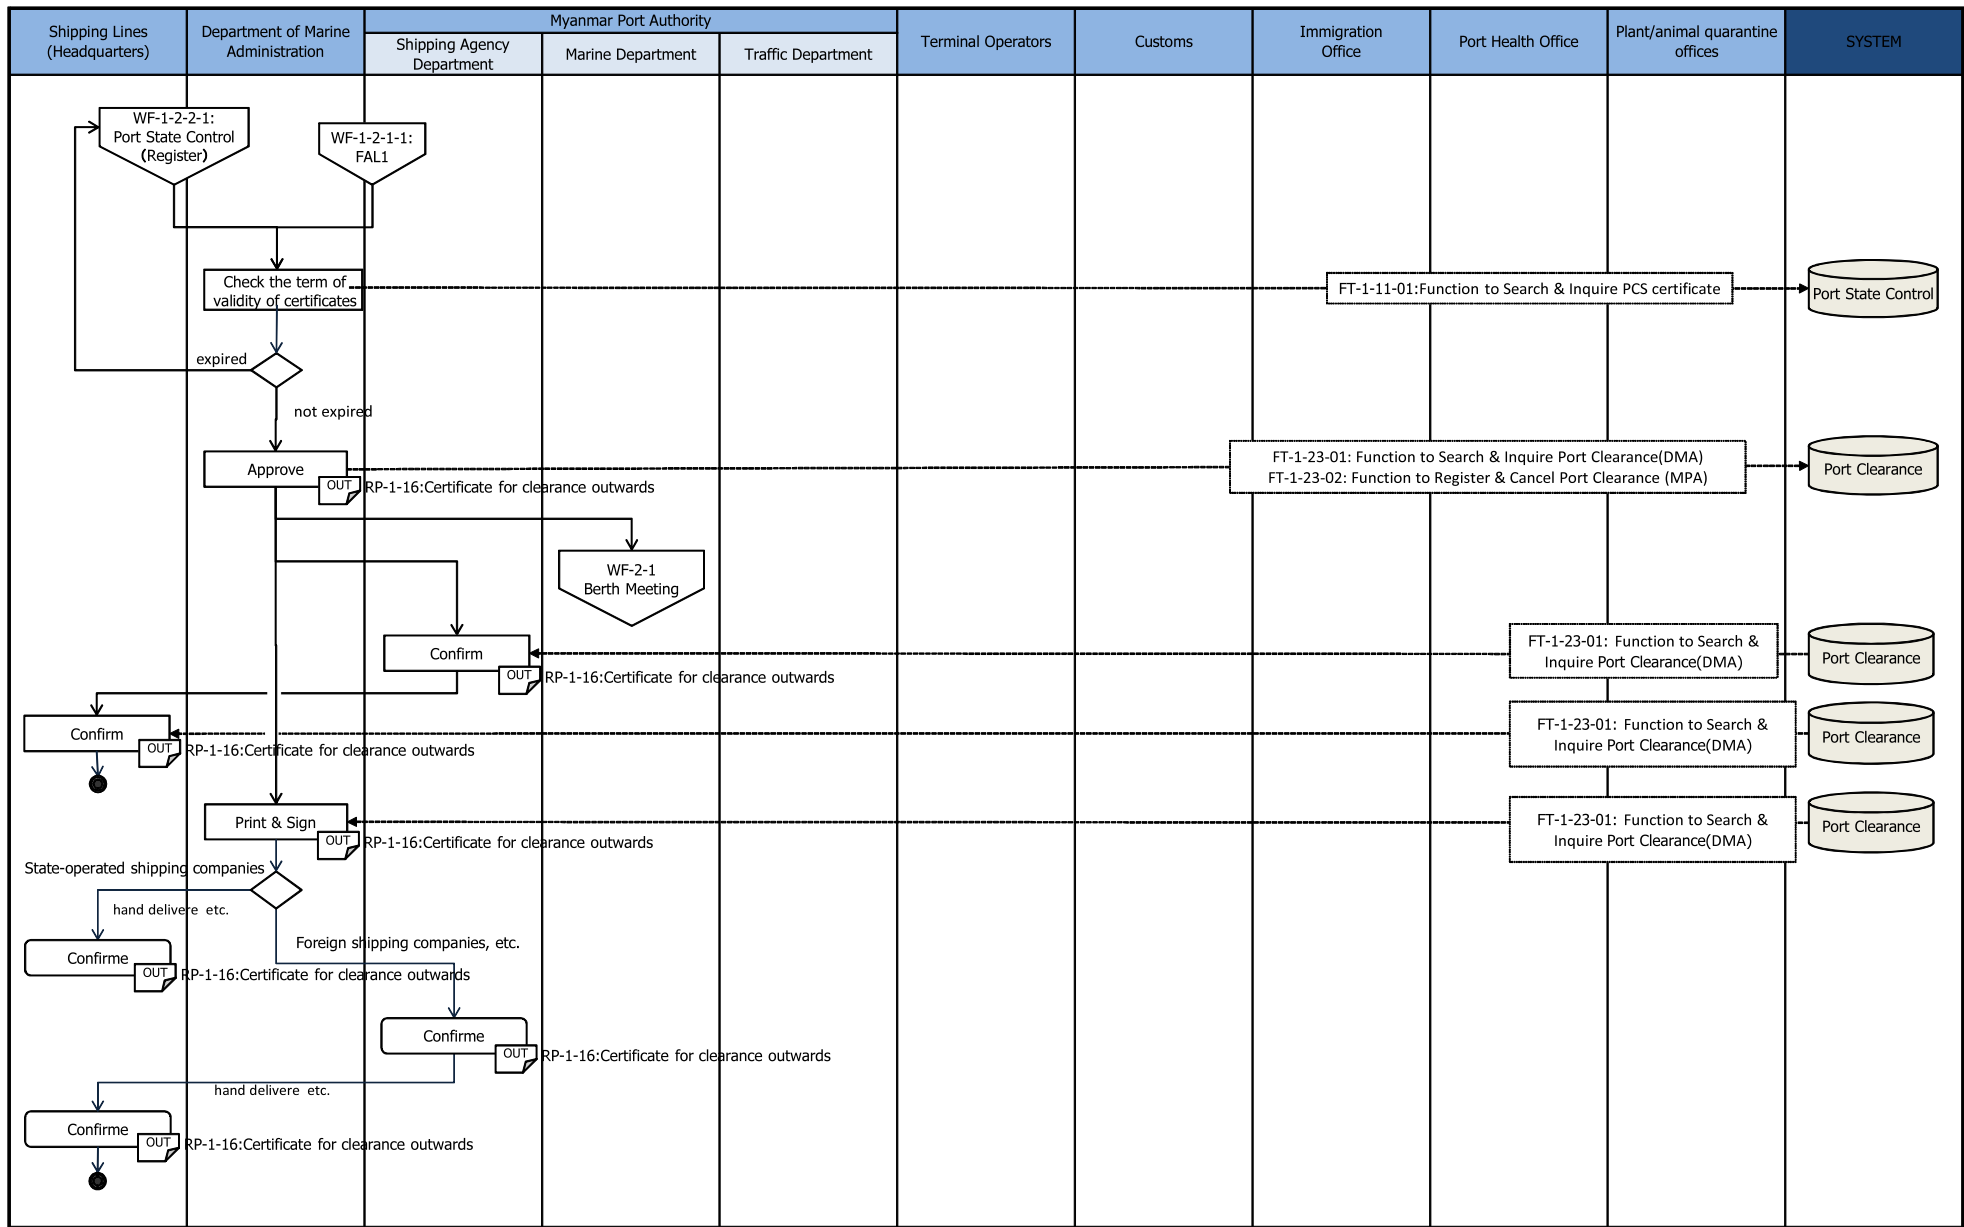 Shipping Lines
(Headquarters)
Department of Marine
Administration
Myanmar Port Authority
Shipping Agency
Department
Marine Department
Traffic Department
Terminal Operators
Customs
Immigration
Office
Port Health Office
Plant/animal quarantine
offices
SYSTEM
WF-1-2-2-1:
Port State Control
(Register)
WF-1-2-1-1:
FAL1
Check the term of
validity of certificates
FT-1-11-01:Function to Search & Inquire PCS certificate
Port State Control
expired
not expired
Approve
OUT
RP-1-16:Certificate for clearance outwards
FT-1-23-01: Function to Search & Inquire Port Clearance(DMA)
FT-1-23-02: Function to Register & Cancel Port Clearance (MPA)
Port Clearance
WF-2-1
Berth Meeting
Confirm
OUT
RP-1-16:Certificate for clearance outwards
FT-1-23-01: Function to Search &
Inquire Port Clearance(DMA)
Port Clearance
Confirm
OUT
RP-1-16:Certificate for clearance outwards
FT-1-23-01: Function to Search &
Inquire Port Clearance(DMA)
Port Clearance
Print & Sign
OUT
RP-1-16:Certificate for clearance outwards
FT-1-23-01: Function to Search &
Inquire Port Clearance(DMA)
Port Clearance
State-operated shipping companies
hand delivere etc.
Foreign shipping companies, etc.
Confirme
OUT
RP-1-16:Certificate for clearance outwards
Confirme
OUT
RP-1-16:Certificate for clearance outwards
hand delivere etc.
Confirme
OUT
RP-1-16:Certificate for clearance outwards